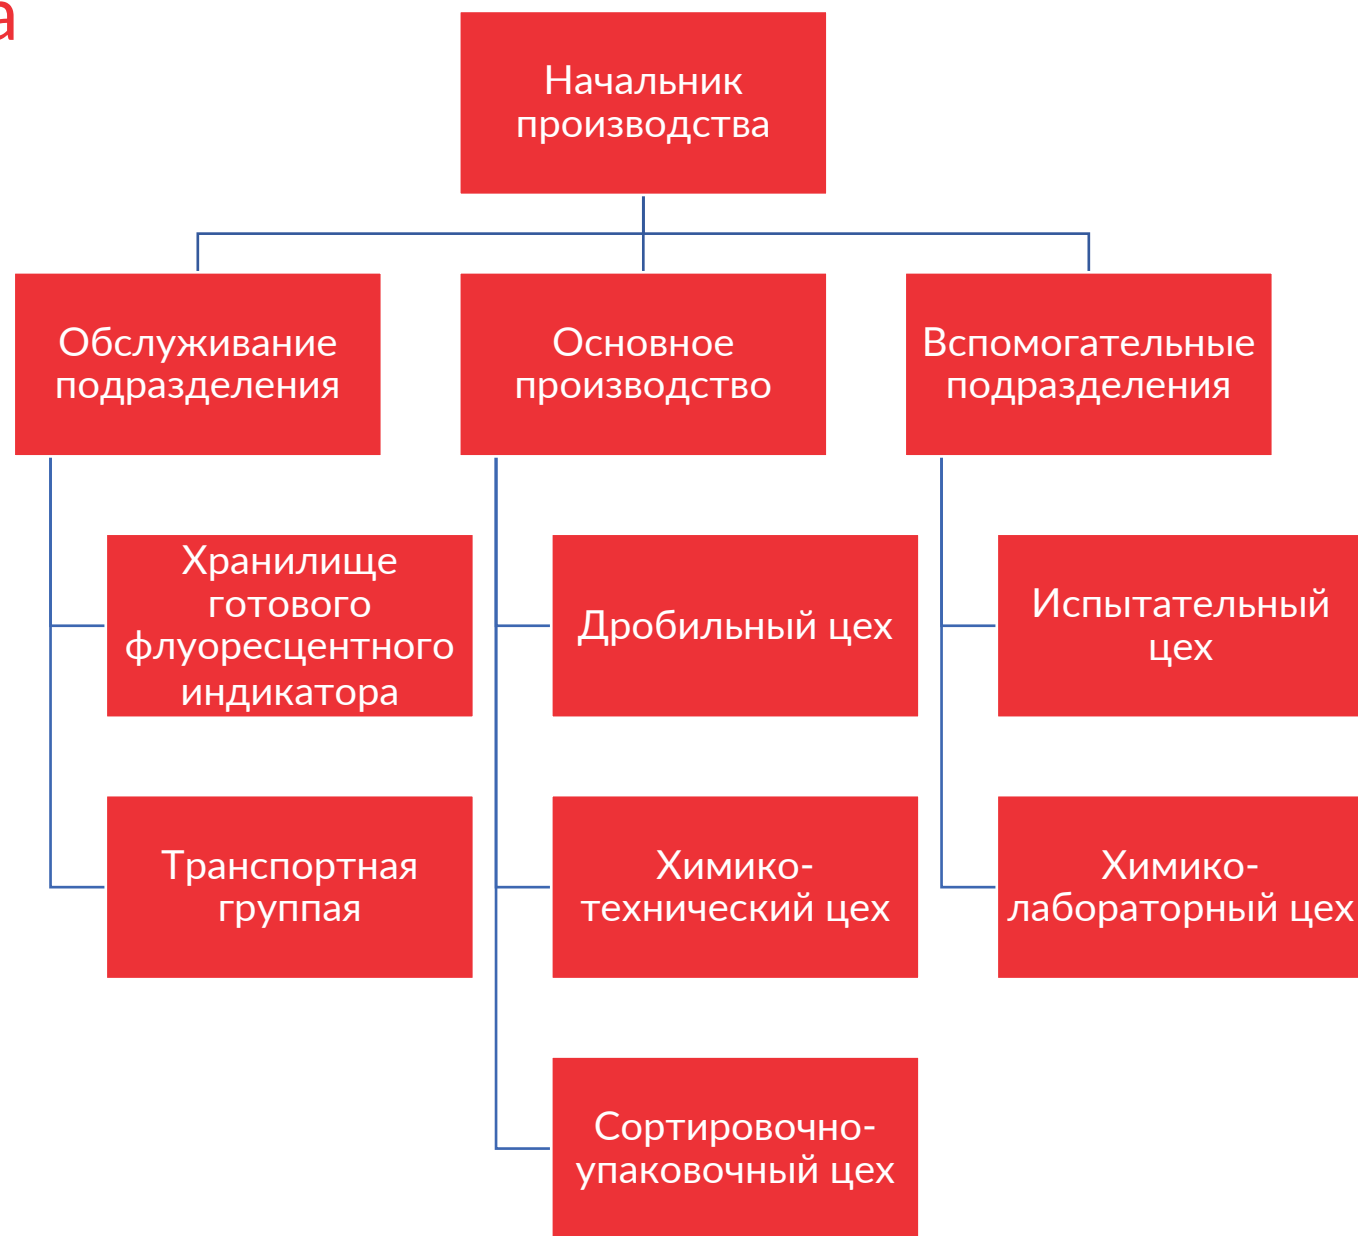 а
Начальник
производства
Обслуживание
подразделения
Основное
производство
Вспомогательные
подразделения
Хранилище
готового
флуоресцентного
индикатора
Дробильный цех
Испытательный
цех
Транспортная
группая
Химико-
технический цех
Химико-
лабораторный цех
Сортировочно-
упаковочный цех